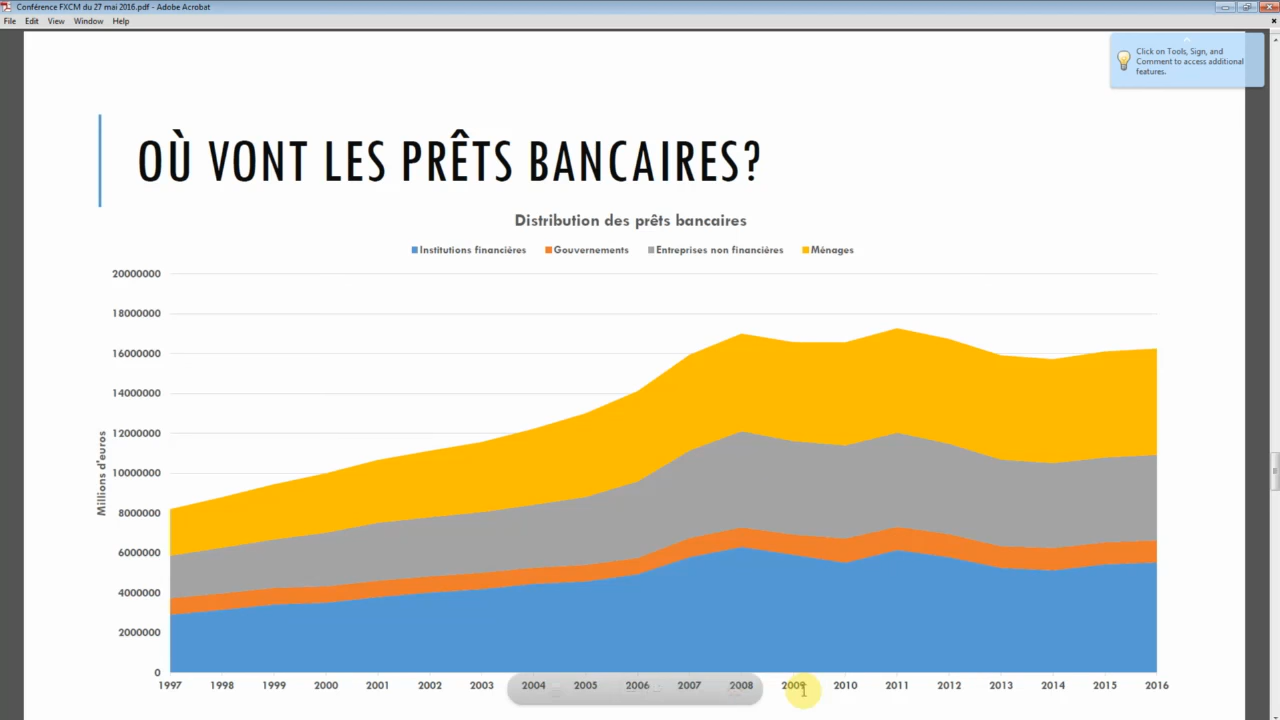 Conférence FXCM du 27 mai 2016.pdf - Adobe Acrobat
File Edit View Window Help
Click on Tools, Sign, and
Comment to access additional
features.
OÙ VONT LES PRÊTS BANCAIRES?
Distribution des prêts bancaires
Institutions financières Gouvernements Entreprises non financières Ménages
20000000
18000000
16000000
14000000
12000000
10000000
8000000
6000000
4000000
2000000
0
Millions d'euros
1997 1998 1999 2000 2001 2002 2003 2004 2005 2006 2007 2008 2009 2010 2011 2012 2013 2014 2015 2016